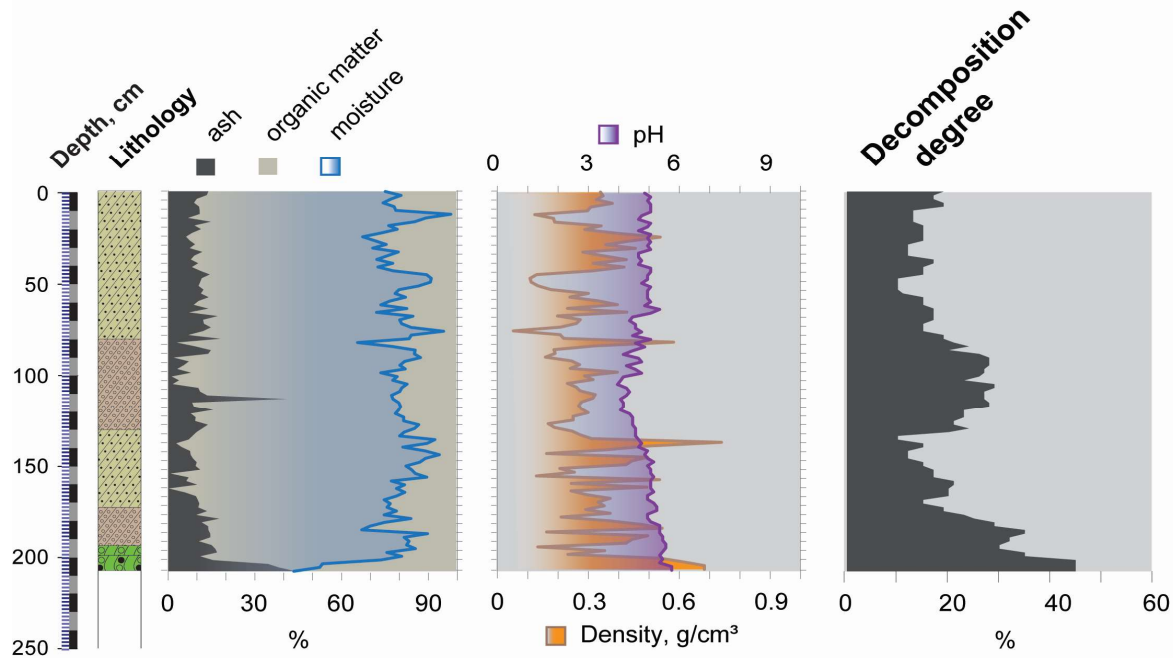 Depth, cm
Lithology
ash
organic matter
moisture
pH
Decomposition
degree
0 3 6 9
0
50
100
150
200
250
0 30 60 90
%
0 0.3 0.6 0.9
Density, g/cm³
0 20 40 60
%